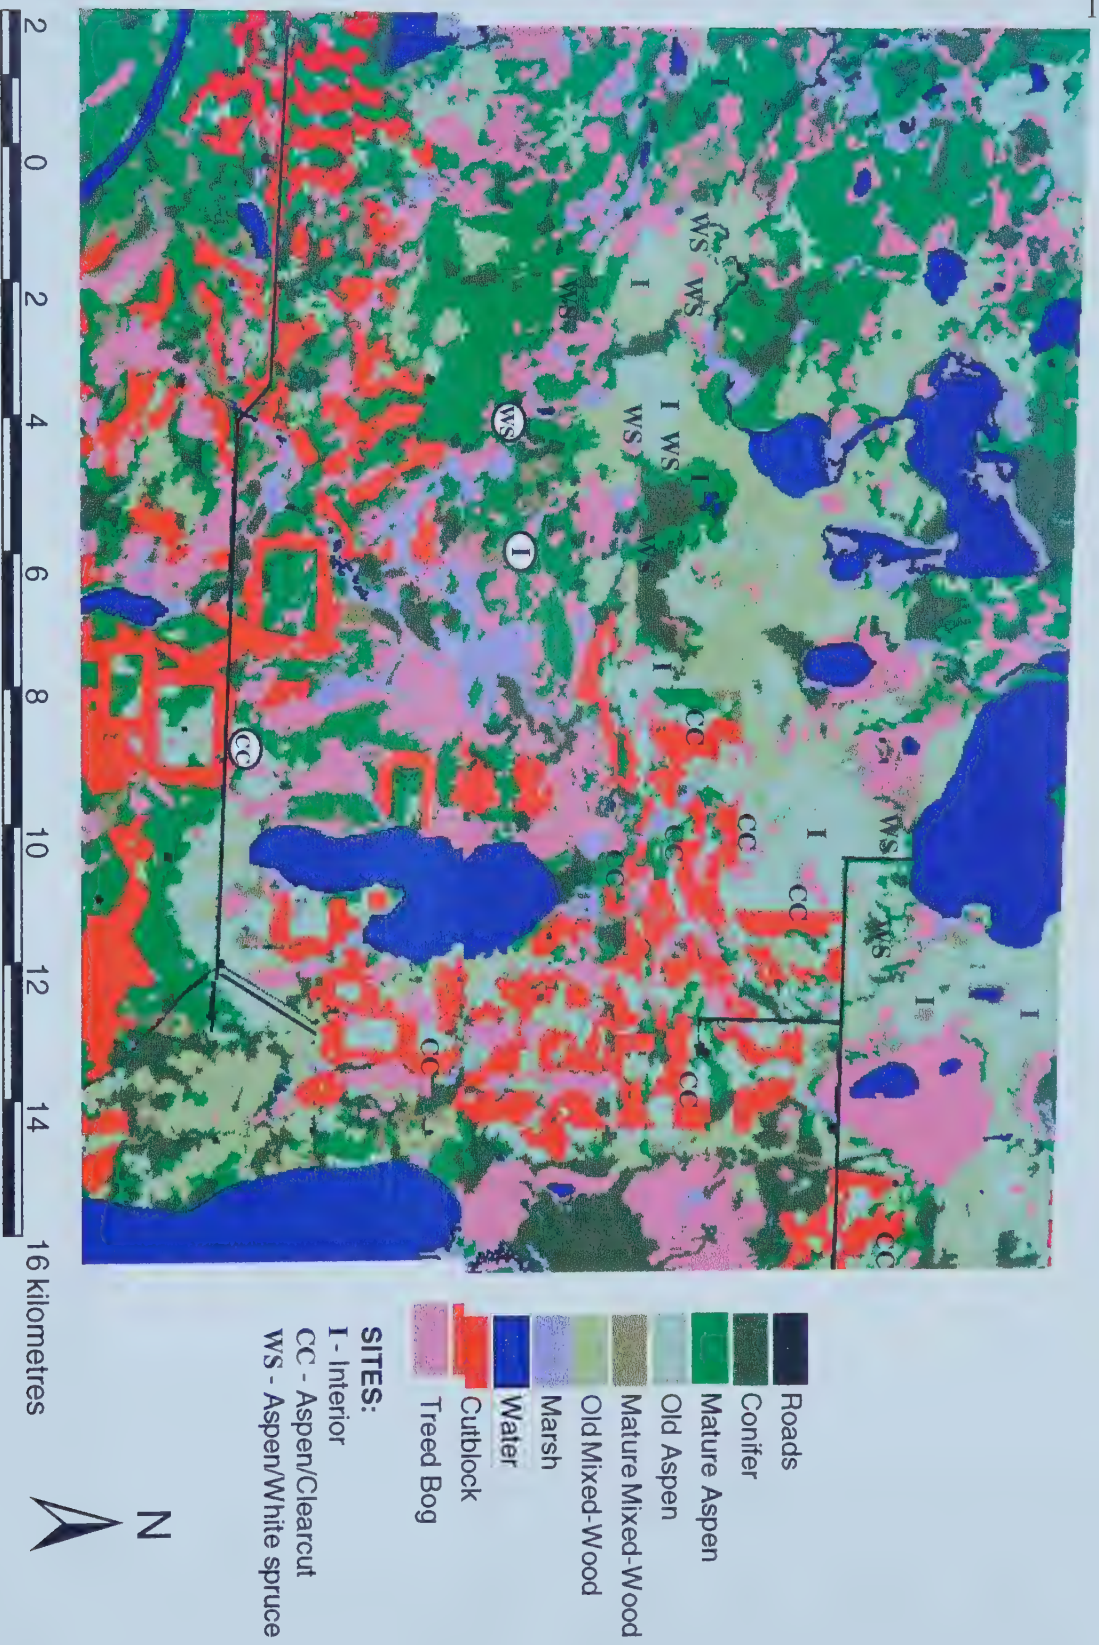 1
I
WS
WS
I
WS
I
WS
WS
I
WS
I
W
I
CC
CC
I
WS
CC
CC
CC
CC
WS
I
I
CC
CC
CC
Roads
Conifer
Mature Aspen
Old Aspen
Mature Mixed-Wood
Old Mixed-Wood
Marsh
Water
Cutblock
Treed Bog
SITES:
I - Interior
CC - Aspen/Clearcut
WS - Aspen/White spruce
N
2 0 2 4 6 8 10 12 14 16 kilometres